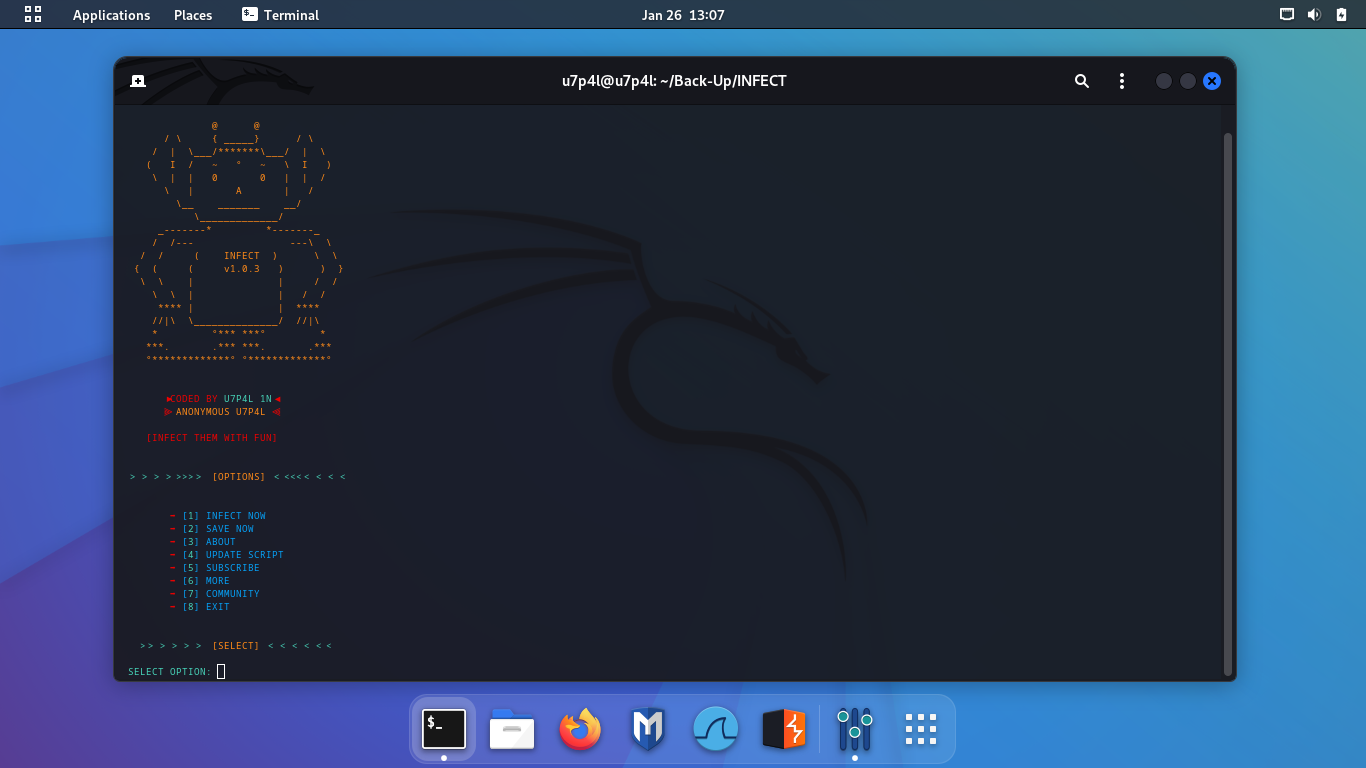 Applications Places Terminal Jan 26 13:07
u7p4l@u7p4l: ~/Back-Up/INFECT
INFECT
v1.0.3
CODED BY U7P4L 1N
ANONYMOUS U7P4L
[INFECT THEM WITH FUN]
> > > > >>>> [OPTIONS] < <<<< < < <
→ [1] INFECT NOW
→ [2] SAVE NOW
→ [3] ABOUT
→ [4] UPDATE SCRIPT
→ [5] SUBSCRIBE
→ [6] MORE
→ [7] COMMUNITY
→ [8] EXIT
>> > > > > [SELECT] < < < < < <
SELECT OPTION:
$_